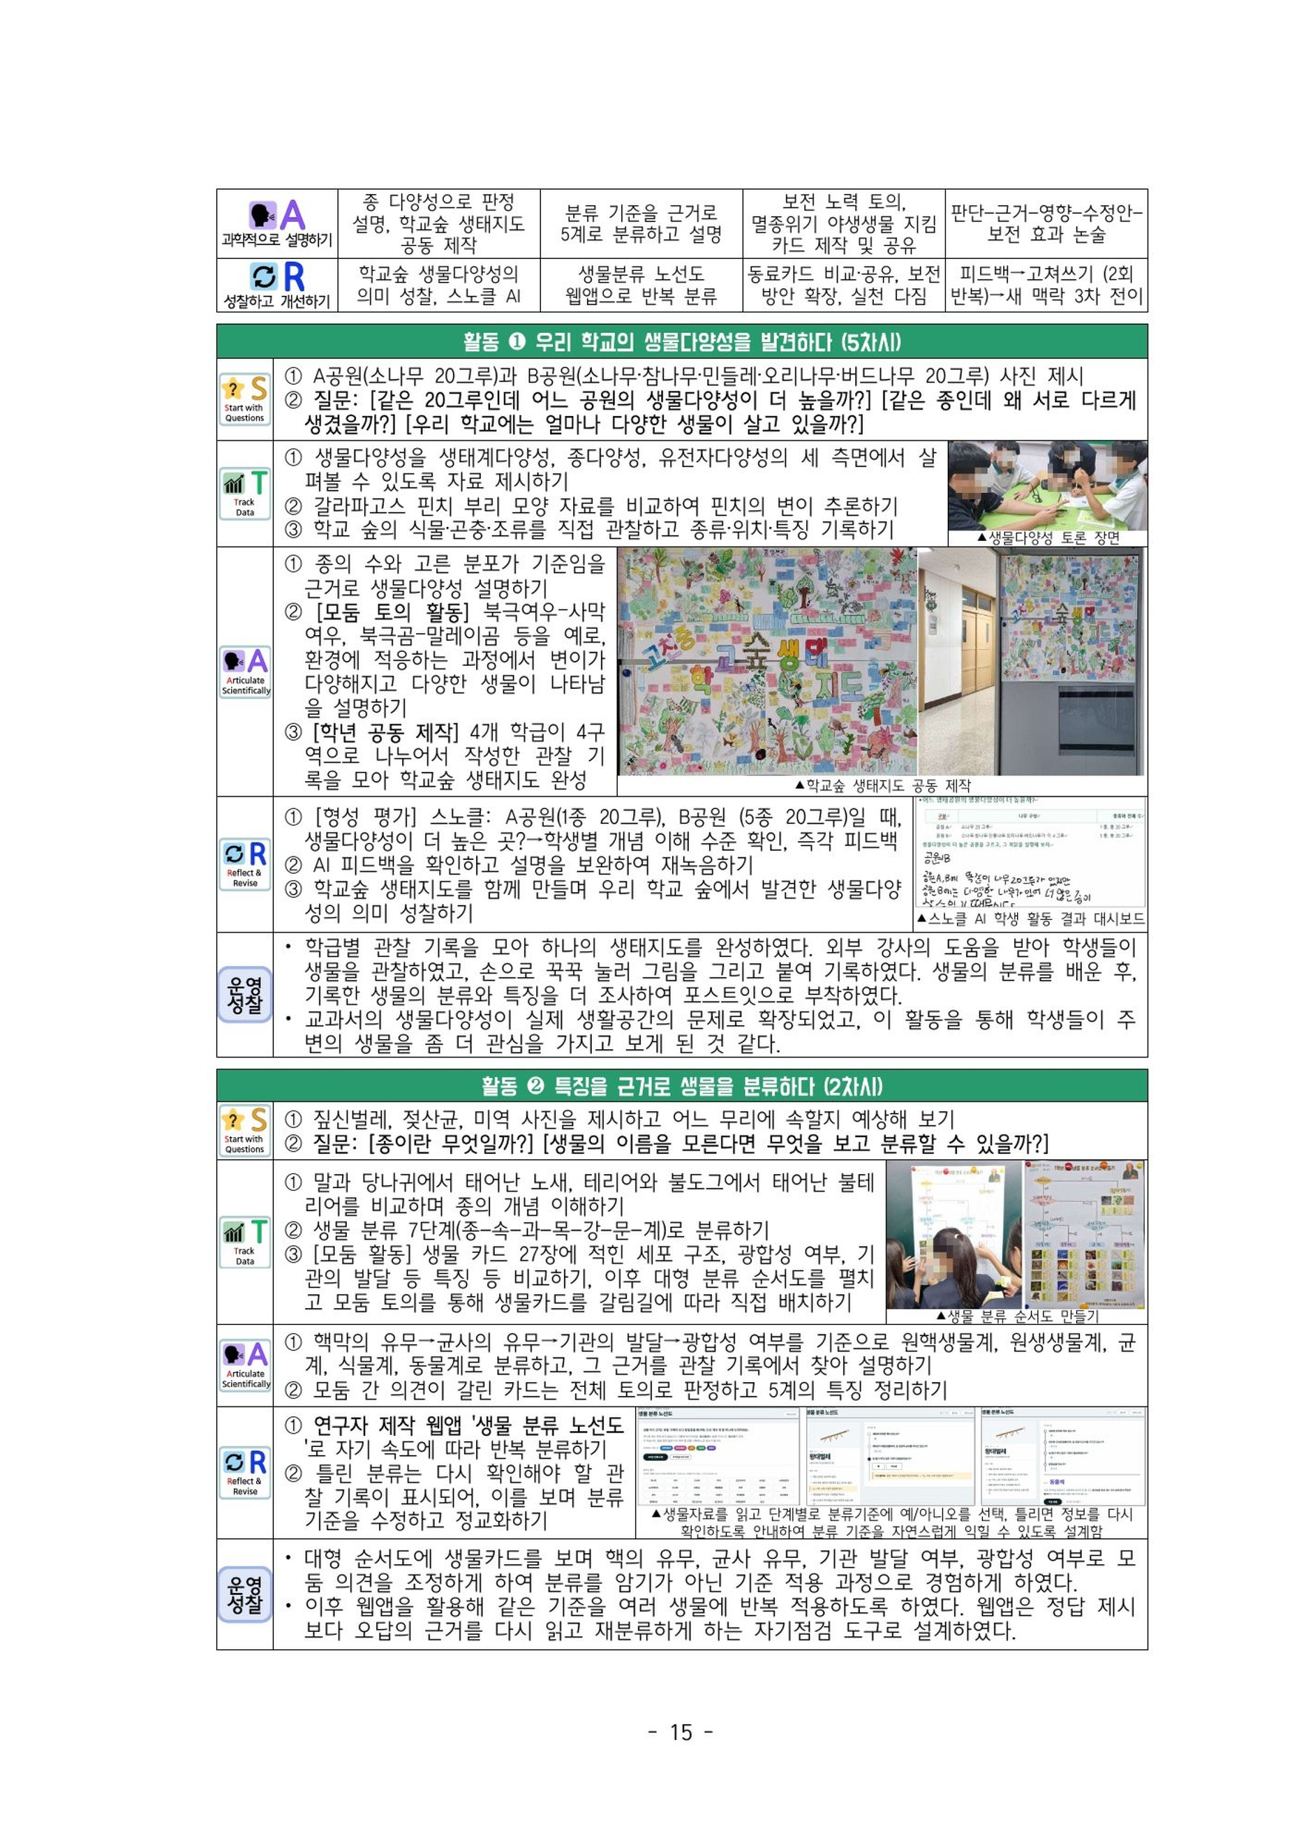 A
과학적으로 설명하기
종 다양성으로 판정
설명, 학교숲 생태지도
공동 제작
분류 기준을 근거로
5계로 분류하고 설명
보전 노력 토의,
멸종위기 야생생물 지킴
카드 제작 및 공유
판단-근거-영향-수정안-
보전 효과 논술
R
성찰하고 개선하기
학교숲 생물다양성의
의미 성찰, 스노클 AI
생물분류 노선도
웹앱으로 반복 분류
동료카드 비교·공유, 보전
방안 확장, 실천 다짐
피드백→고쳐쓰기 (2회
반복)→새 맥락 3차 전이
활동 ❶ 우리 학교의 생물다양성을 발견하다 (5차시)
? S
Start with
Questions
① A공원(소나무 20그루)과 B공원(소나무·참나무·민들레·오리나무·버드나무 20그루) 사진 제시
② 질문: [같은 20그루인데 어느 공원의 생물다양성이 더 높을까?] [같은 종인데 왜 서로 다르게
생겼을까?] [우리 학교에는 얼마나 다양한 생물이 살고 있을까?]
T
Track
Data
① 생물다양성을 생태계다양성, 종다양성, 유전자다양성의 세 측면에서 살
펴볼 수 있도록 자료 제시하기
② 갈라파고스 핀치 부리 모양 자료를 비교하여 핀치의 변이 추론하기
③ 학교 숲의 식물·곤충·조류를 직접 관찰하고 종류·위치·특징 기록하기
▲생물다양성 토론 장면
A
Articulate
Scientifically
① 종의 수와 고른 분포가 기준임을
근거로 생물다양성 설명하기
② [모둠 토의 활동] 북극여우-사막
여우, 북극곰-말레이곰 등을 예로,
환경에 적응하는 과정에서 변이가
다양해지고 다양한 생물이 나타남
을 설명하기
③ [학년 공동 제작] 4개 학급이 4구
역으로 나누어서 작성한 관찰 기
록을 모아 학교숲 생태지도 완성
숲 생태
학교
지도
▲학교숲 생태지도 공동 제작
R
Reflect &
Revise
① [형성 평가] 스노클: A공원(1종 20그루), B공원 (5종 20그루)일 때,
생물다양성이 더 높은 곳?→학생별 개념 이해 수준 확인, 즉각 피드백
② AI 피드백을 확인하고 설명을 보완하여 재녹음하기
③ 학교숲 생태지도를 함께 만들며 우리 학교 숲에서 발견한 생물다양
성의 의미 성찰하기
공원B
▲스노클 AI 학생 활동 결과 대시보드
운영
성찰
• 학급별 관찰 기록을 모아 하나의 생태지도를 완성하였다. 외부 강사의 도움을 받아 학생들이
생물을 관찰하였고, 손으로 꾹꾹 눌러 그림을 그리고 붙여 기록하였다. 생물의 분류를 배운 후,
기록한 생물의 분류와 특징을 더 조사하여 포스트잇으로 부착하였다.
• 교과서의 생물다양성이 실제 생활공간의 문제로 확장되었고, 이 활동을 통해 학생들이 주
변의 생물을 좀 더 관심을 가지고 보게 된 것 같다.
활동 ❷ 특징을 근거로 생물을 분류하다 (2차시)
? S
Start with
Questions
① 짚신벌레, 젖산균, 미역 사진을 제시하고 어느 무리에 속할지 예상해 보기
② 질문: [종이란 무엇일까?] [생물의 이름을 모른다면 무엇을 보고 분류할 수 있을까?]
T
Track
Data
① 말과 당나귀에서 태어난 노새, 테리어와 불도그에서 태어난 불테
리어를 비교하며 종의 개념 이해하기
② 생물 분류 7단계(종-속-과-목-강-문-계)로 분류하기
③ [모둠 활동] 생물 카드 27장에 적힌 세포 구조, 광합성 여부, 기
관의 발달 등 특징 등 비교하기, 이후 대형 분류 순서도를 펼치
고 모둠 토의를 통해 생물카드를 갈림길에 따라 직접 배치하기
▲생물 분류 순서도 만들기
A
Articulate
Scientifically
① 핵막의 유무→균사의 유무→기관의 발달→광합성 여부를 기준으로 원핵생물계, 원생생물계, 균
계, 식물계, 동물계로 분류하고, 그 근거를 관찰 기록에서 찾아 설명하기
② 모둠 간 의견이 갈린 카드는 전체 토의로 판정하고 5계의 특징 정리하기
R
Reflect &
Revise
① 연구자 제작 웹앱 '생물 분류 노선도
'로 자기 속도에 따라 반복 분류하기
② 틀린 분류는 다시 확인해야 할 관
찰 기록이 표시되어, 이를 보며 분류
기준을 수정하고 정교화하기
생물 분류 노선도
생물 분류 노선도
생물 분류 노선도
▲생물자료를 읽고 단계별로 분류기준에 예/아니오를 선택, 틀리면 정보를 다시
확인하도록 안내하여 분류 기준을 자연스럽게 익힐 수 있도록 설계함
운영
성찰
• 대형 순서도에 생물카드를 보며 핵의 유무, 균사 유무, 기관 발달 여부, 광합성 여부로 모
둠 의견을 조정하게 하여 분류를 암기가 아닌 기준 적용 과정으로 경험하게 하였다.
• 이후 웹앱을 활용해 같은 기준을 여러 생물에 반복 적용하도록 하였다. 웹앱은 정답 제시
보다 오답의 근거를 다시 읽고 재분류하게 하는 자기점검 도구로 설계하였다.
- 15 -